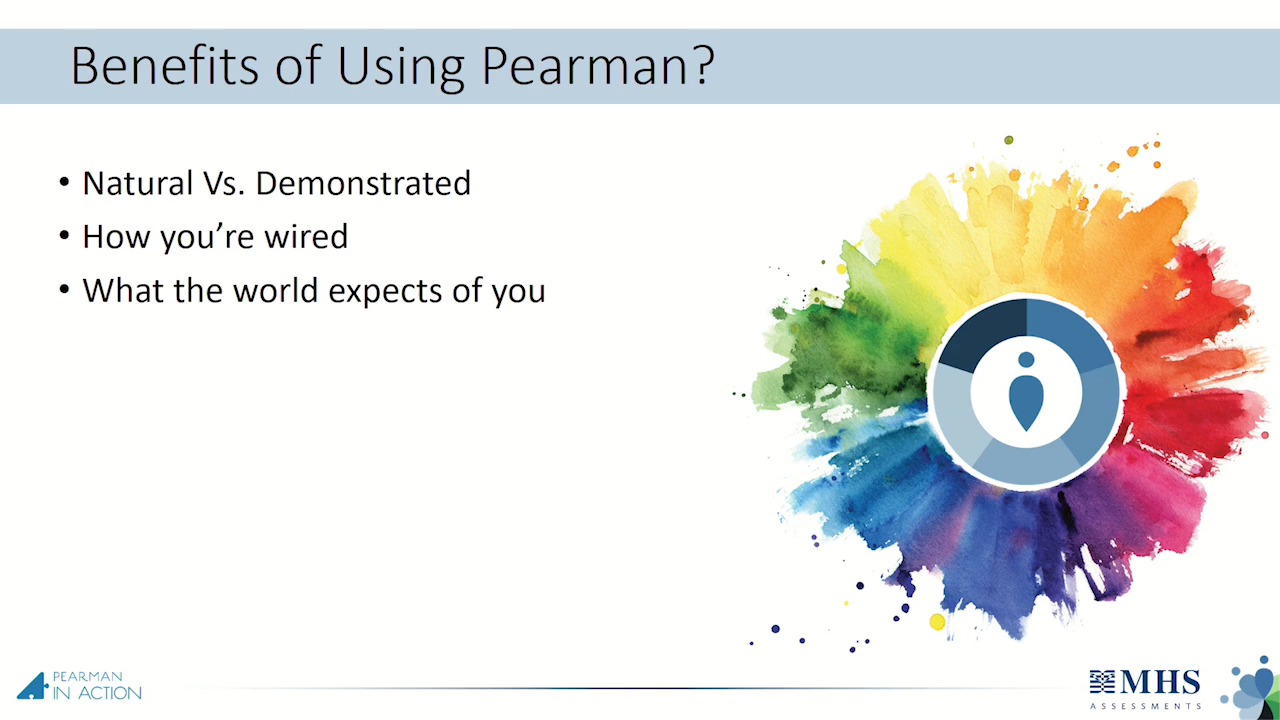 Benefits of Using Pearman?
• Natural Vs. Demonstrated
• How you're wired
• What the world expects of you
PEARMAN
IN ACTION
MHS
ASSESSMENTS